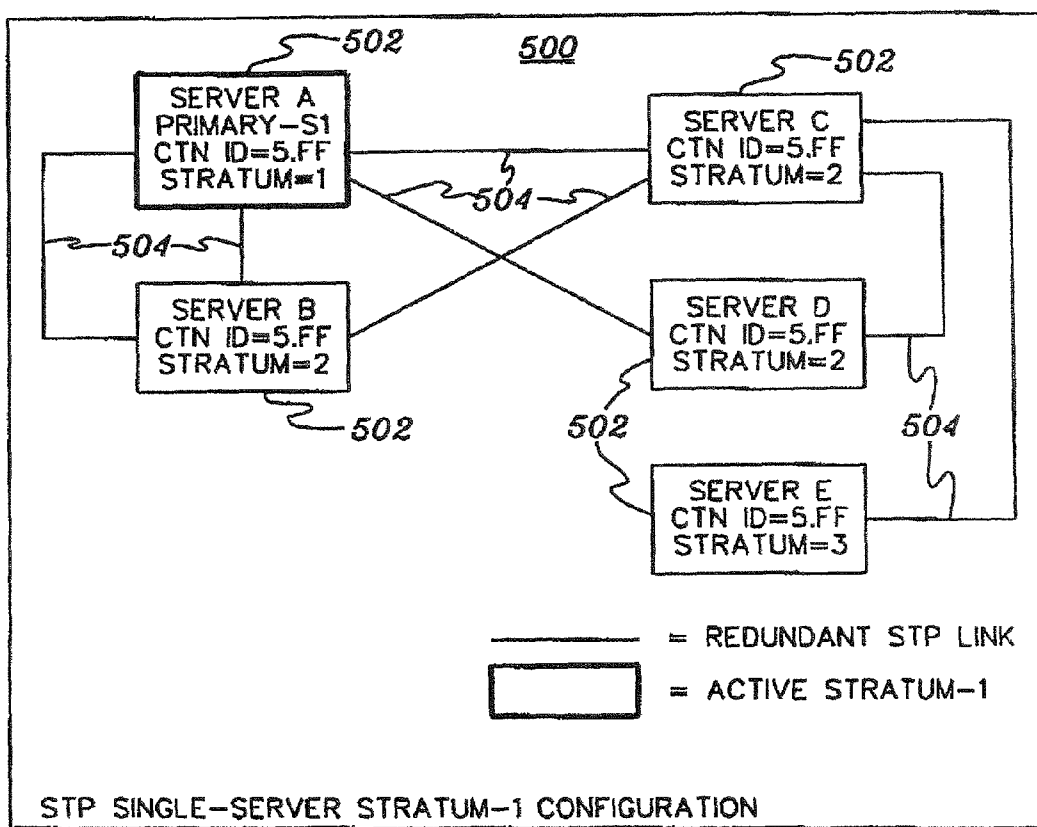 502
500
502
SERVER A
PRIMARY-S1
CTN ID=5.FF
STRATUM=1
SERVER C
CTN ID=5.FF
STRATUM=2
504
504
SERVER B
CTN ID=5.FF
STRATUM=2
SERVER D
CTN ID=5.FF
STRATUM=2
502
502
504
SERVER E
CTN ID=5.FF
STRATUM=3
= REDUNDANT STP LINK
= ACTIVE STRATUM-1
STP SINGLE-SERVER STRATUM-1 CONFIGURATION